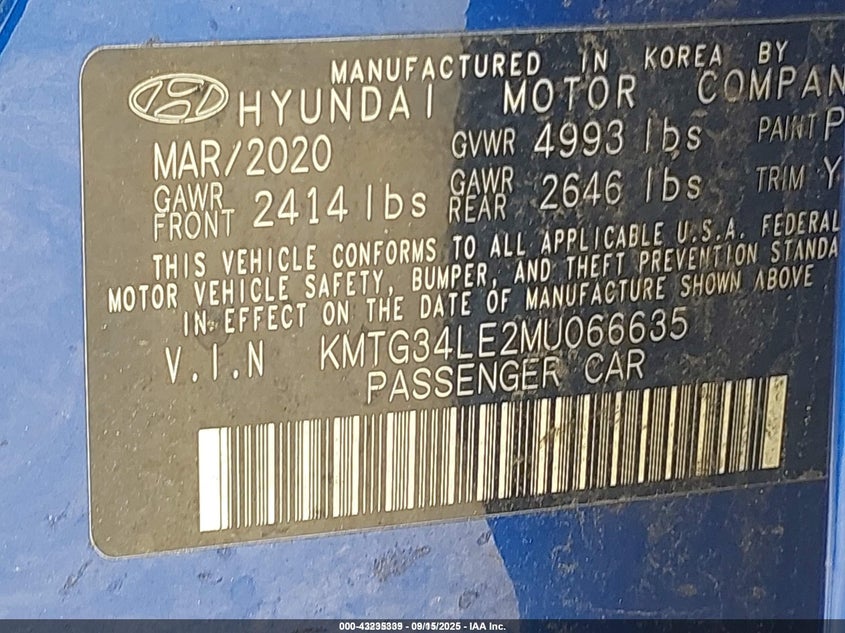 MANUFACTURED IN KOREA BY
HYUNDAI MOTOR COMPAN
MAR/2020 GVWR 4993 lbs PAINT P
GAWR FRONT 2414 lbs GAWR REAR 2646 lbs TRIM Y
THIS VEHICLE CONFORMS TO ALL APPLICABLE U.S.A. FEDERAL
MOTOR VEHICLE SAFETY, BUMPER, AND THEFT PREVENTION STANDA
IN EFFECT ON THE DATE OF MANUFACTURE SHOWN ABOVE
V.I.N KMTG34LE2MU066635
PASSENGER CAR
000-43235339 - 09/15/2025 - IAA Inc.